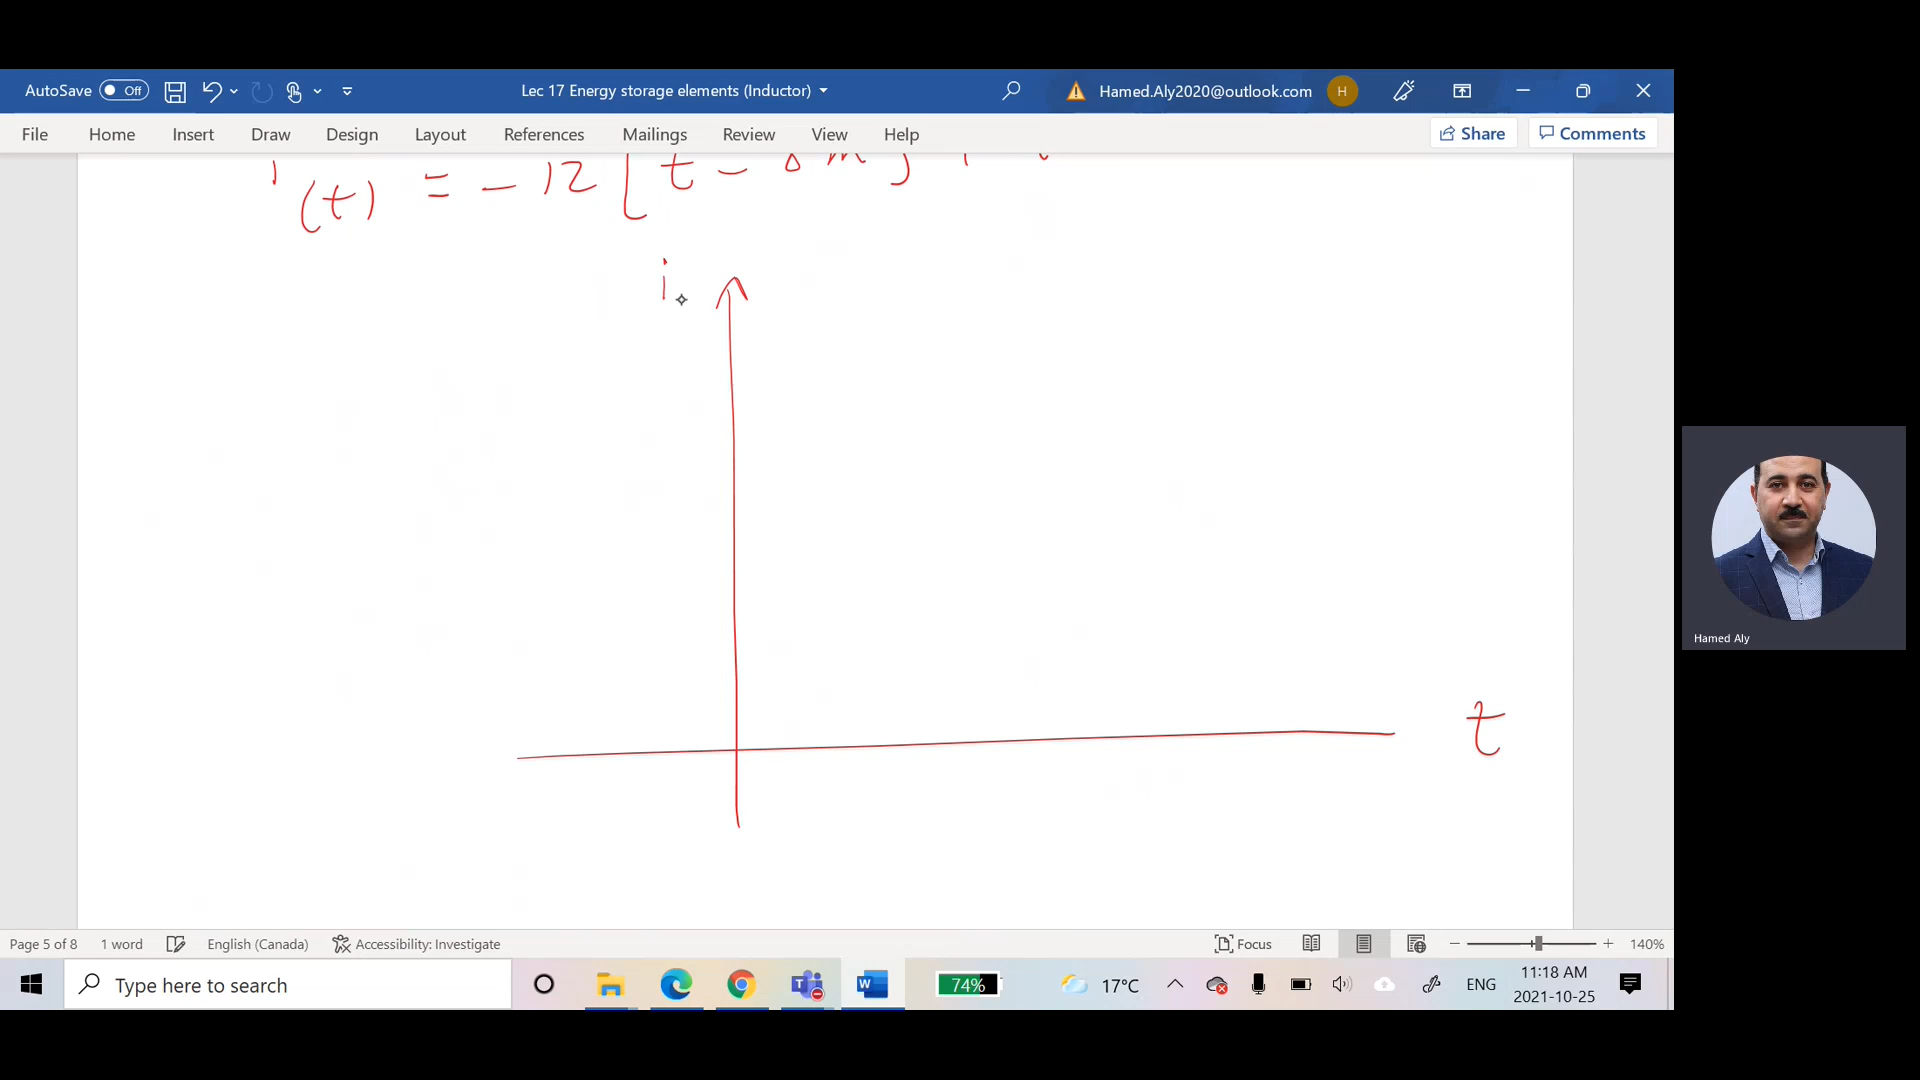 AutoSave Off Lec 17 Energy storage elements (Inductor) Hamed.Aly2020@outlook.com H
File Home Insert Draw Design Layout References Mailings Review View Help Share Comments
i(t) = - 12 [ t -
i
t
Hamed Aly
Page 5 of 8 1 word English (Canada) Accessibility: Investigate Focus 140%
Type here to search 74% 17°C ENG 11:18 AM
2021-10-25